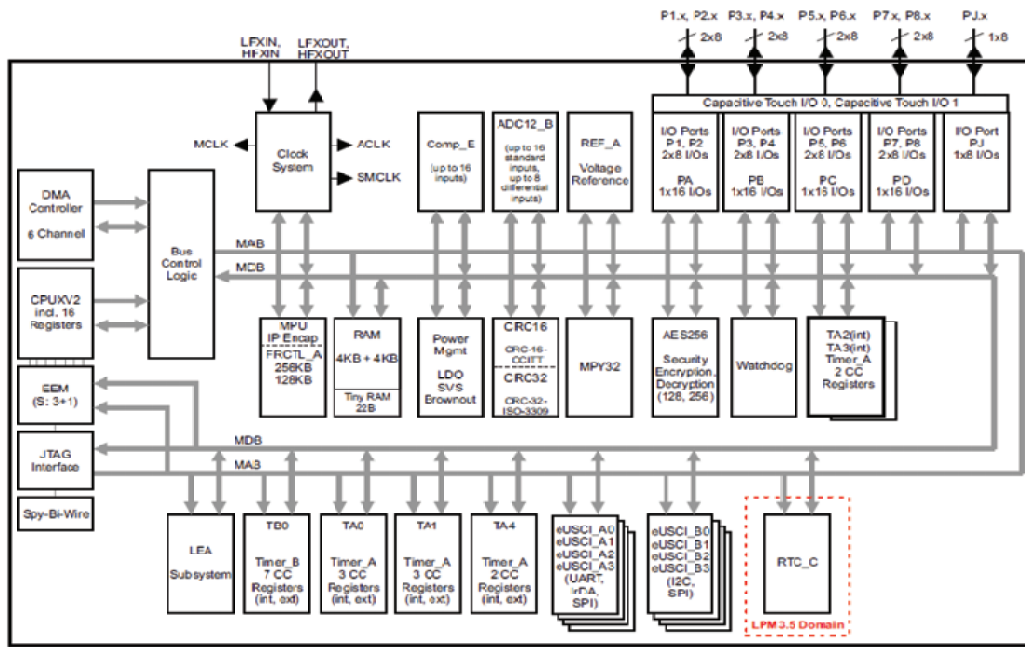 P1.x, P2.x
P3.x, P4.x
P5.x, P6.x
P7.x, P8.x
PJ.x
2x8
2x8
2x8
2x8
1x8
LFXIN,
HFXIN
LFXOUT,
HFXOUT
Capacitive Touch I/O 0, Capacitive Touch I/O 1
MCLK
Clock
System
ACLK
SMCLK
Comp_E
(up to 16
inputs)
ADC12_B
(up to 16
standard
inputs,
up to 8
differential
inputs)
REF_A
Voltage
Reference
I/O Ports
P1, P2
2x8 I/Os
PA
1x16 I/Os
I/O Ports
P3, P4
2x8 I/Os
PB
1x16 I/Os
I/O Ports
P5, P6
2x8 I/Os
PC
1x16 I/Os
I/O Ports
P7, P8
2x8 I/Os
PD
1x16 I/Os
I/O Port
PJ
1x8 I/Os
DMA
Controller
6 Channel
Bus
Control
Logic
MAB
MDB
CPUXV2
incl. 16
Registers
MPU
IP Encap
FRCTL_A
256KB
128KB
RAM
4KB + 4KB
Tiny RAM
22B
Power
Mgmt
LDO
SVS
Brownout
CRC16
CRC-16-
CCITT
CRC32
CRC-32-
ISO-3309
MPY32
AES256
Security
Encryption,
Decryption
(128, 256)
Watchdog
TA2(int)
TA3(int)
Timer_A
2 CC
Registers
EEM
(S: 3+1)
MDB
JTAG
Interface
MAB
Spy-Bi-Wire
LEA
Subsystem
TB0
Timer_B
7 CC
Registers
(int, ext)
TA0
Timer_A
3 CC
Registers
(int, ext)
TA1
Timer_A
3 CC
Registers
(int, ext)
TA4
Timer_A
2 CC
Registers
(int, ext)
eUSCI_A0
eUSCI_A1
eUSCI_A2
eUSCI_A3
(UART,
IrDA,
SPI)
eUSCI_B0
eUSCI_B1
eUSCI_B2
eUSCI_B3
(I2C,
SPI)
RTC_C
LPM3.5 Domain